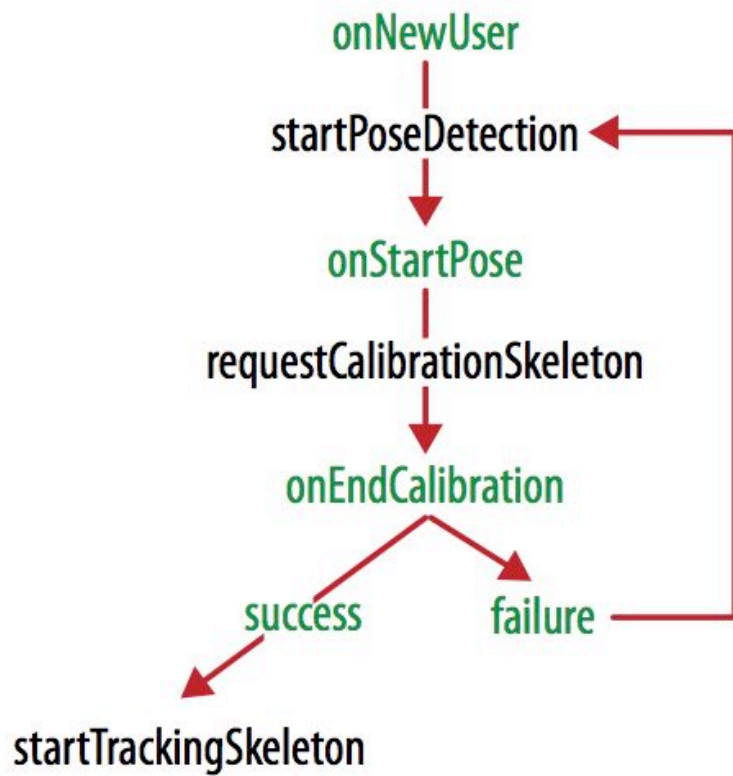 onNewUser
startPoseDetection
onStartPose
requestCalibrationSkeleton
onEndCalibration
success
failure
startTrackingSkeleton